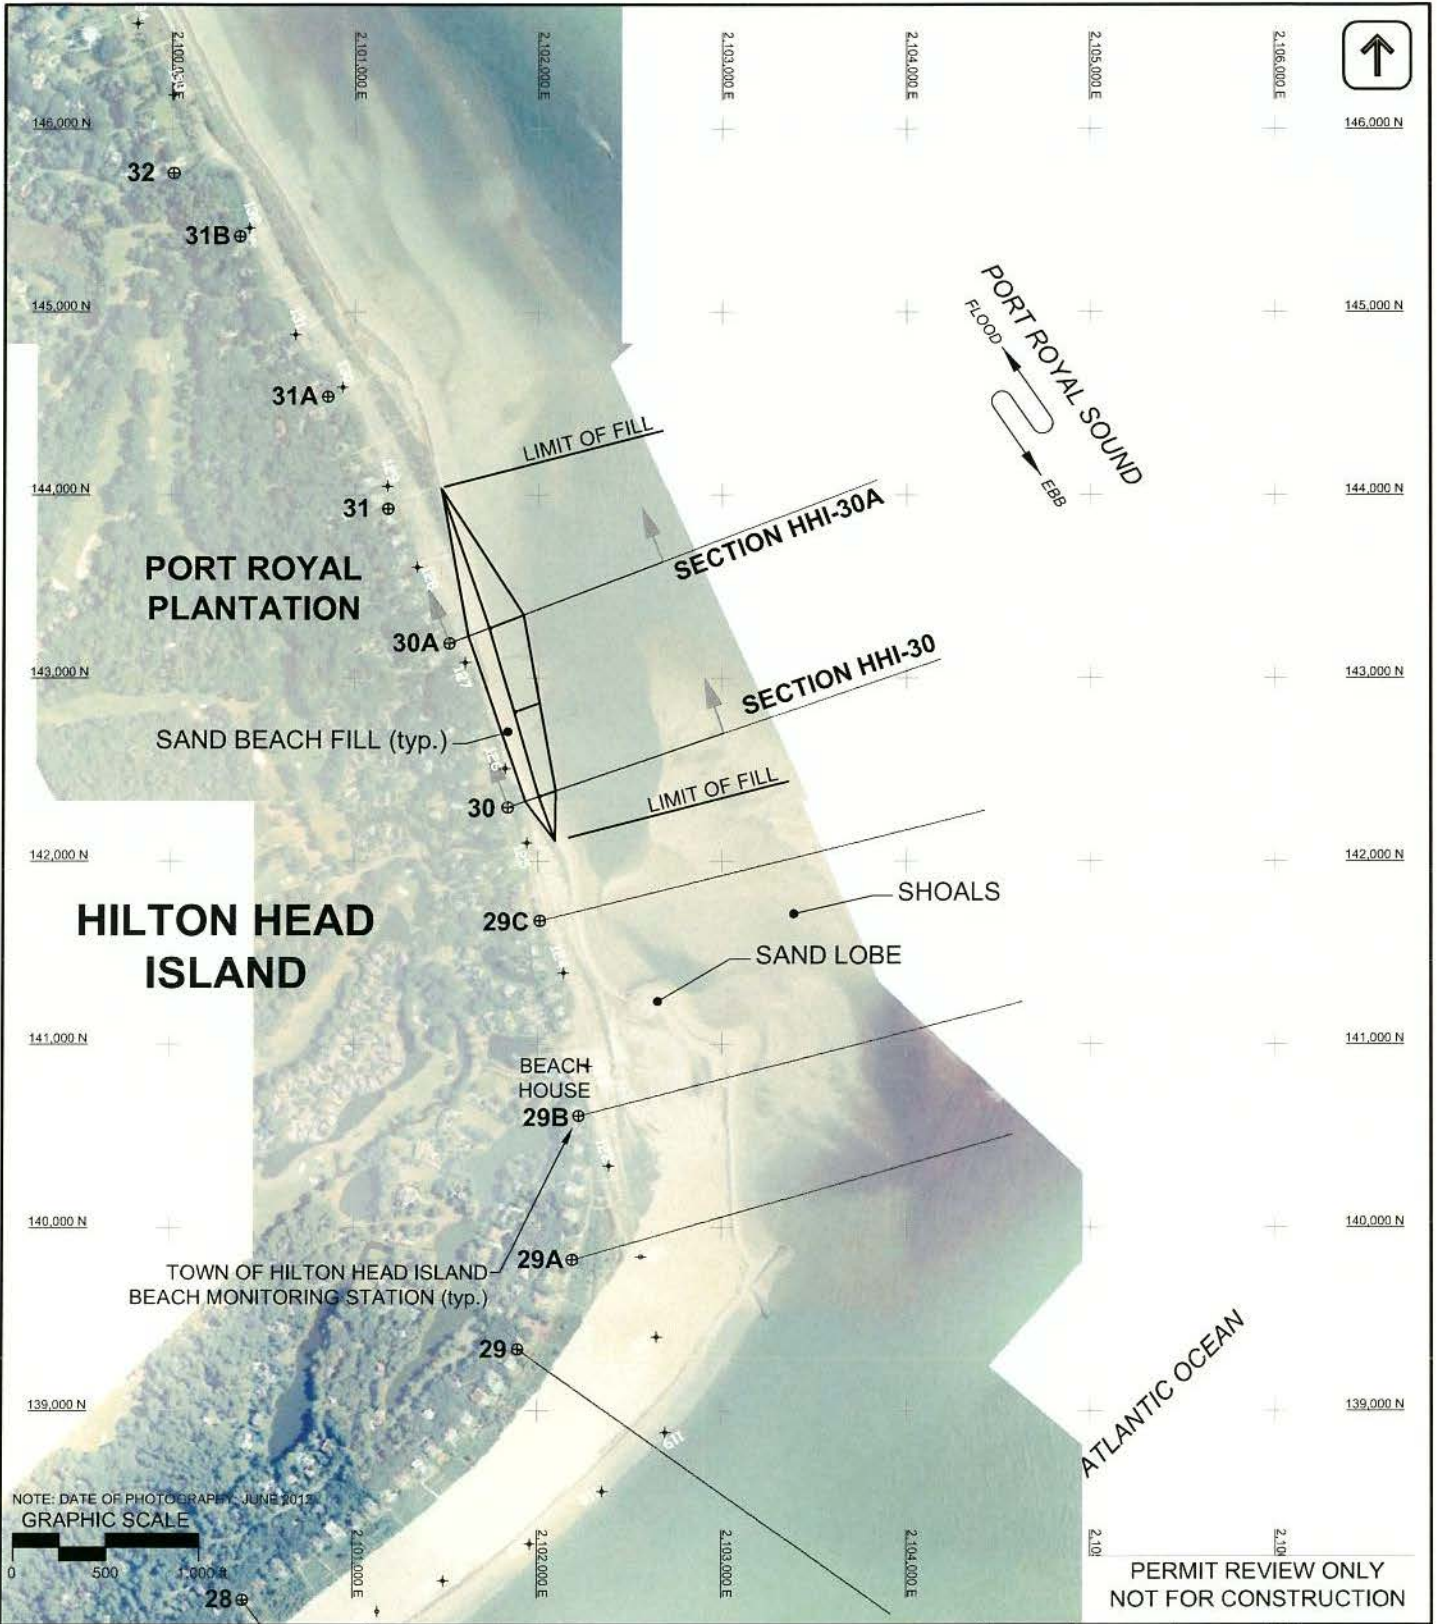 2,100,000 E
2,101,000 E
2,102,000 E
2,103,000 E
2,104,000 E
2,105,000 E
2,106,000 E
146,000 N
146,000 N
32
31B
145,000 N
145,000 N
PORT ROYAL SOUND
FLOOD
EBB
31A
LIMIT OF FILL
144,000 N
144,000 N
31
SECTION HHI-30A
PORT ROYAL
PLANTATION
30A
143,000 N
143,000 N
127
SECTION HHI-30
SAND BEACH FILL (typ.)
30
LIMIT OF FILL
142,000 N
142,000 N
SHOALS
HILTON HEAD
ISLAND
29C
SAND LOBE
141,000 N
141,000 N
BEACH
HOUSE
29B
140,000 N
140,000 N
29A
TOWN OF HILTON HEAD ISLAND
BEACH MONITORING STATION (typ.)
29
ATLANTIC OCEAN
139,000 N
139,000 N
119
NOTE: DATE OF PHOTOGRAPHY: JUNE 2012
GRAPHIC SCALE
0 500 1,000 ft
28
2,101,000 E
2,102,000 E
2,103,000 E
2,104,000 E
PERMIT REVIEW ONLY
NOT FOR CONSTRUCTION